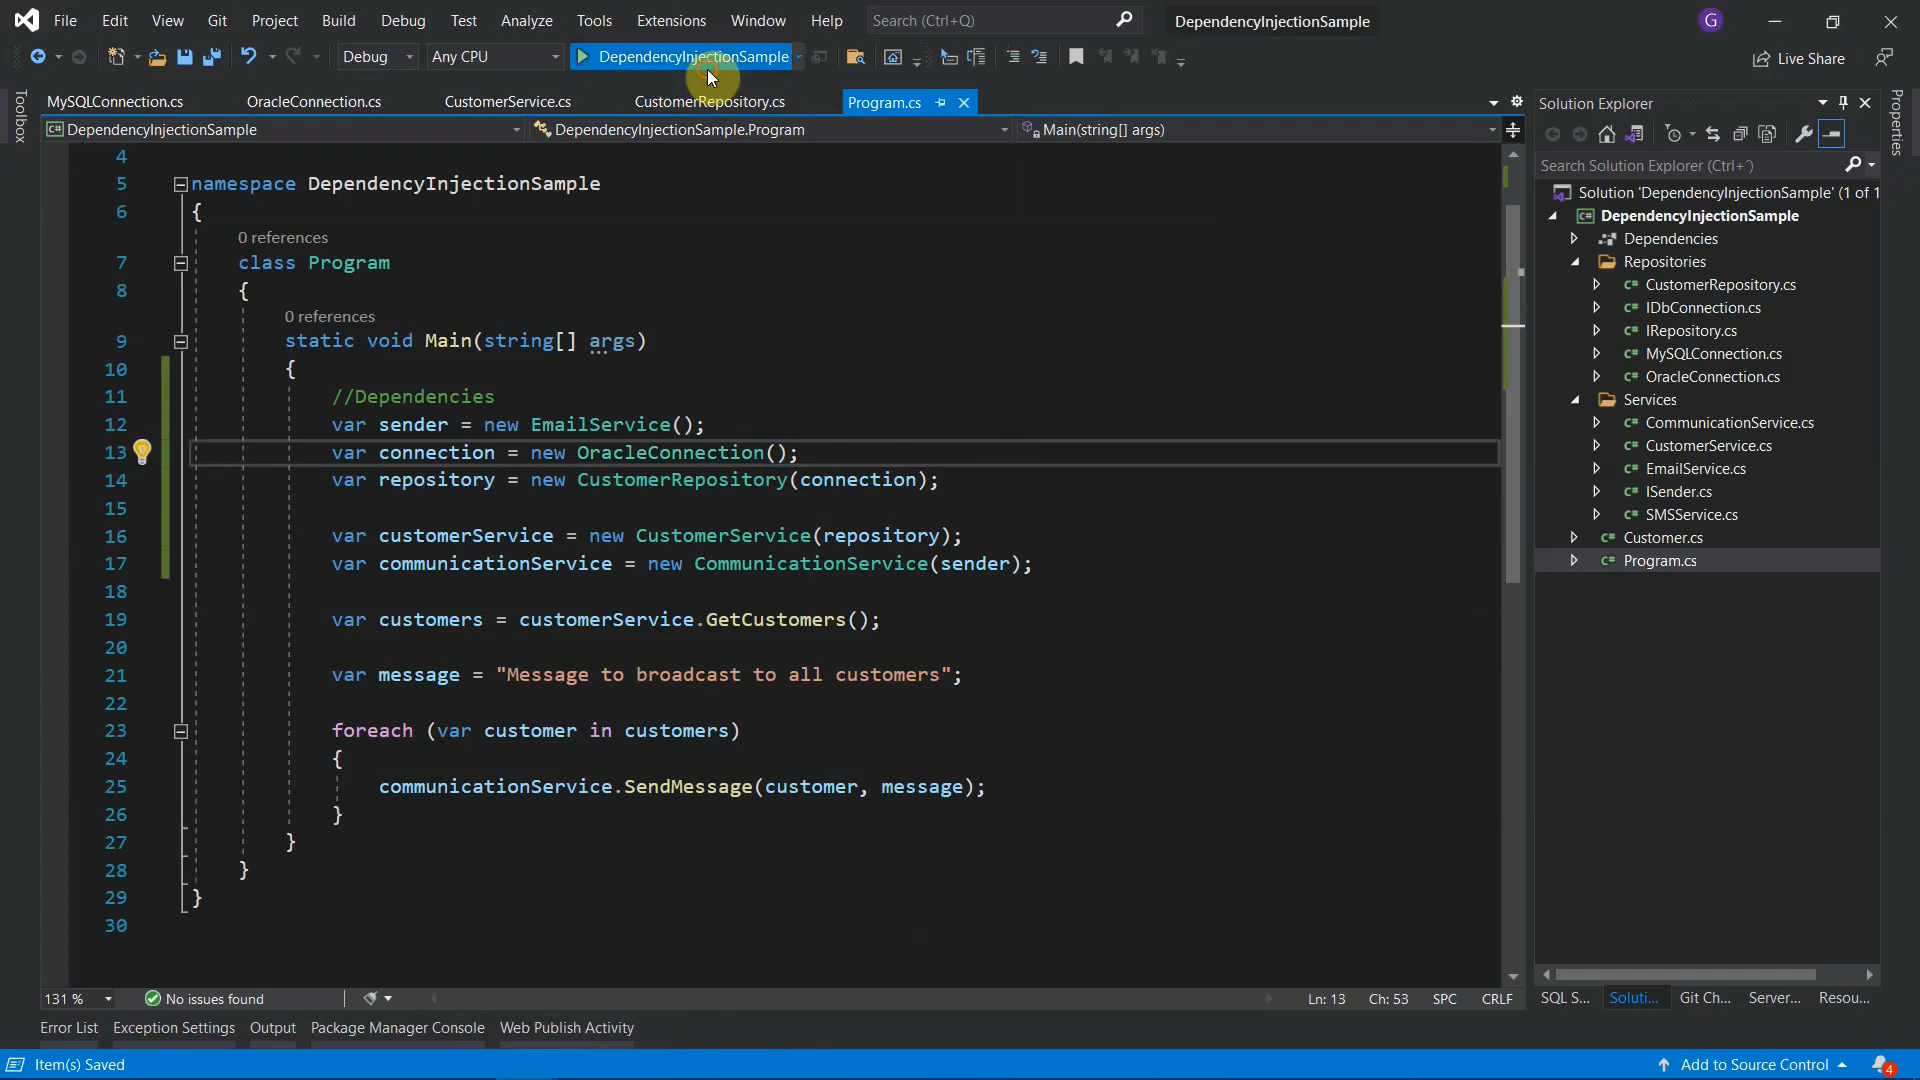 File Edit View Git Project Build Debug Test Analyze Tools Extensions Window Help Search (Ctrl+Q) DependencyInjectionSample G
Debug Any CPU DependencyInjectionSample Live Share
Toolbox
MySQLConnection.cs OracleConnection.cs CustomerService.cs CustomerRepository.cs Program.cs
DependencyInjectionSample DependencyInjectionSample.Program Main(string[] args)
4
5 namespace DependencyInjectionSample
6 {
0 references
7 class Program
8 {
0 references
9 static void Main(string[] args)
10 {
11 //Dependencies
12 var sender = new EmailService();
13 var connection = new OracleConnection();
14 var repository = new CustomerRepository(connection);
15
16 var customerService = new CustomerService(repository);
17 var communicationService = new CommunicationService(sender);
18
19 var customers = customerService.GetCustomers();
20
21 var message = "Message to broadcast to all customers";
22
23 foreach (var customer in customers)
24 {
25 communicationService.SendMessage(customer, message);
26 }
27 }
28 }
29 }
30
131 % No issues found Ln: 13 Ch: 53 SPC CRLF
Solution Explorer
Search Solution Explorer (Ctrl+´)
Solution 'DependencyInjectionSample' (1 of 1
C# DependencyInjectionSample
Dependencies
Repositories
C# CustomerRepository.cs
C# IDbConnection.cs
C# IRepository.cs
C# MySQLConnection.cs
C# OracleConnection.cs
Services
C# CommunicationService.cs
C# CustomerService.cs
C# EmailService.cs
C# ISender.cs
C# SMSService.cs
C# Customer.cs
C# Program.cs
SQL S... Soluti... Git Ch... Server... Resou...
Properties
Error List Exception Settings Output Package Manager Console Web Publish Activity
Item(s) Saved Add to Source Control 4